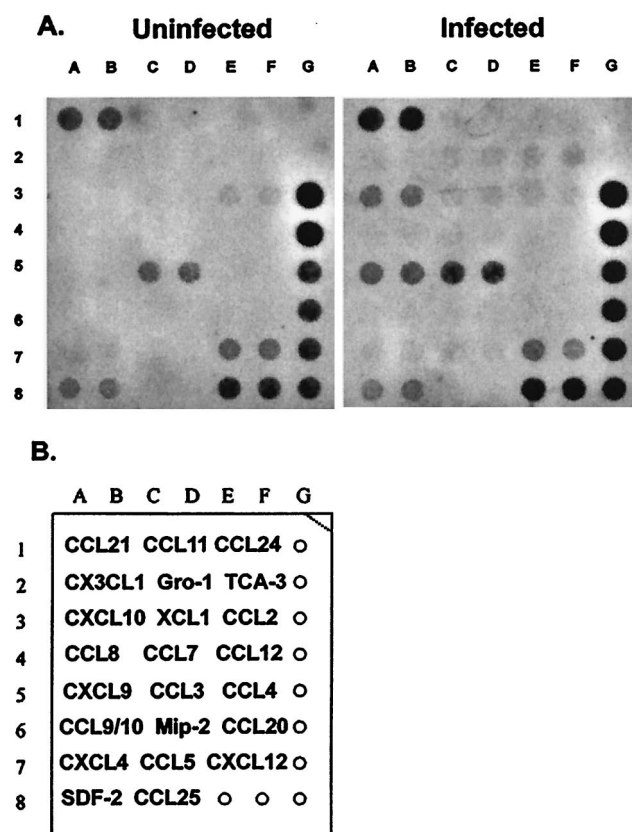 A.
Uninfected Infected
A B C D E F G A B C D E F G
1
2
3
4
5
6
7
8
B.
A B C D E F G
1 CCL21 CCL11 CCL24
2 CX3CL1 Gro-1 TCA-3
3 CXCL10 XCL1 CCL2
4 CCL8 CCL7 CCL12
5 CXCL9 CCL3 CCL4
6 CCL9/10 Mip-2 CCL20
7 CXCL4 CCL5 CXCL12
8 SDF-2 CCL25